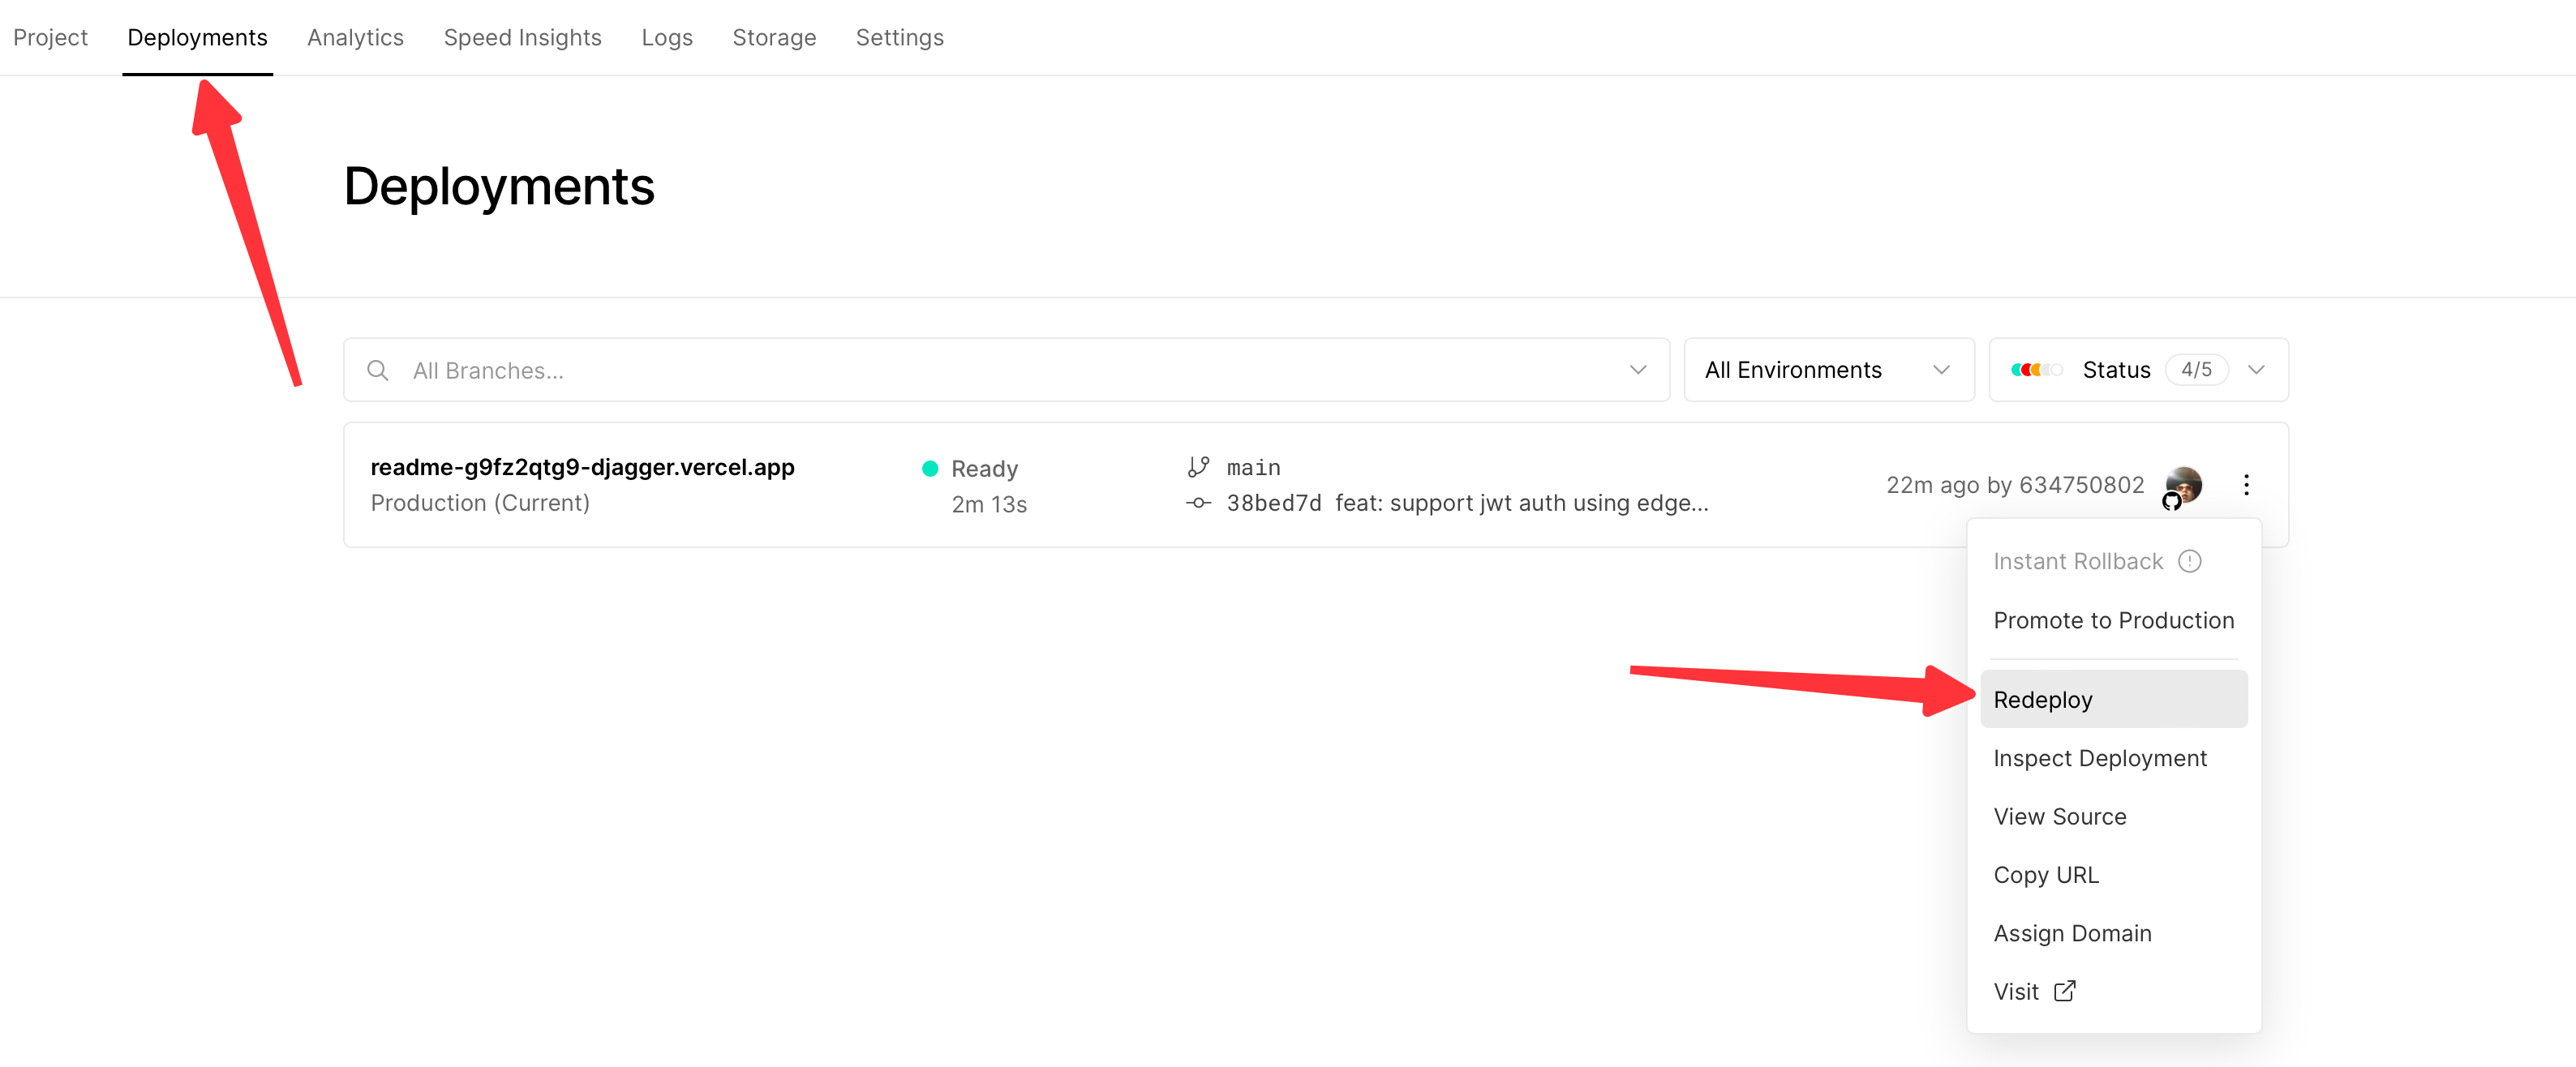 Project Deployments Analytics Speed Insights Logs Storage Settings
Deployments
All Branches...
All Environments
Status 4/5
readme-g9fz2qtg9-djagger.vercel.app
Production (Current)
Ready
2m 13s
main
38bed7d feat: support jwt auth using edge...
22m ago by 634750802
Instant Rollback
Promote to Production
Redeploy
Inspect Deployment
View Source
Copy URL
Assign Domain
Visit